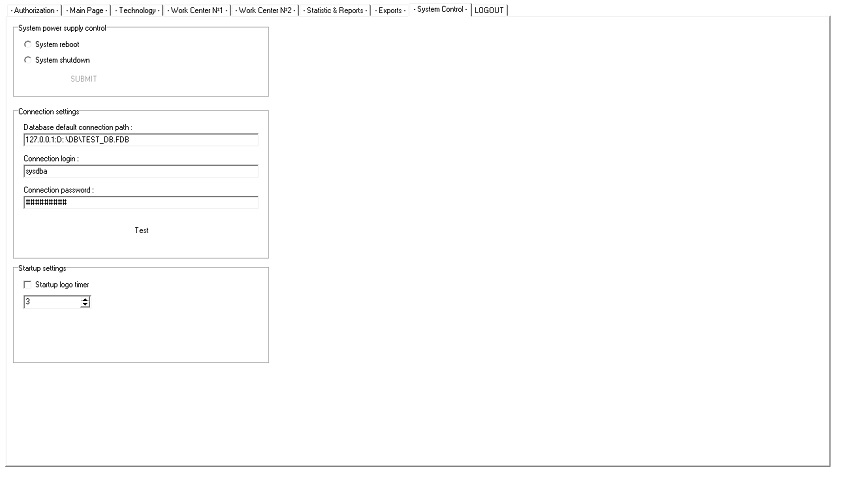 · Authorization · | · Main Page · | · Technology · | · Work Center №1 · | · Work Center №2 · | · Statistic & Reports · | · Exports · · System Control · LOGOUT
System power supply control
System reboot
System shutdown
SUBMIT
Connection settings
Database default connection path :
127.0.0.1:D: \DB\TEST_DB.FDB
Connection login :
sysdba
Connection password :
#########
Test
Startup settings
Startup logo timer
3